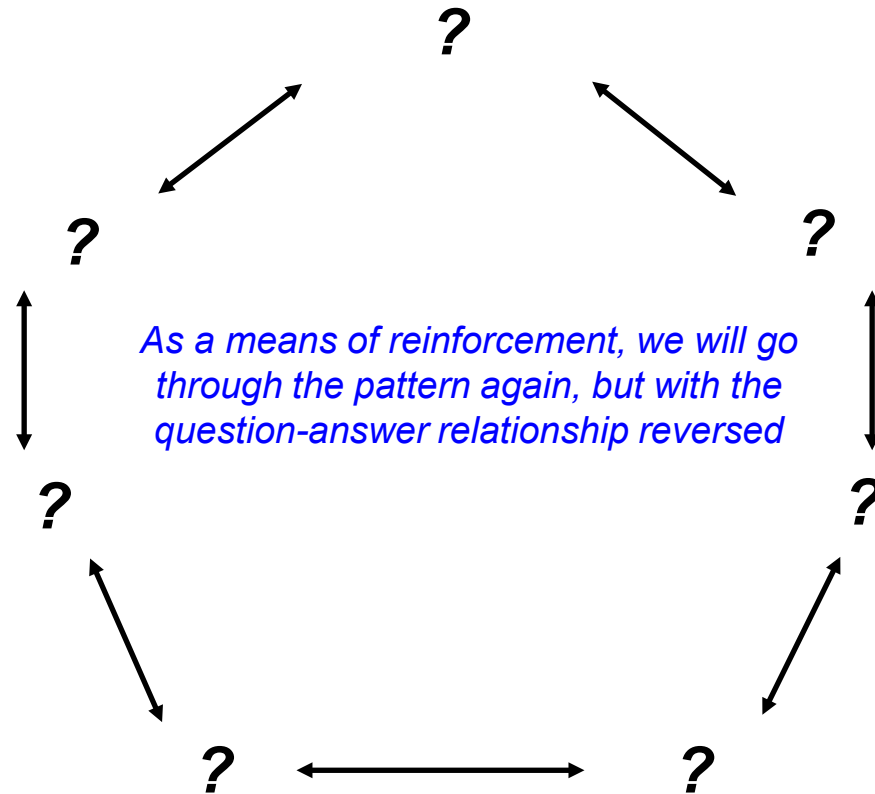 ?
? ?
As a means of reinforcement, we will go
through the pattern again, but with the
question-answer relationship reversed
? ?
? ?